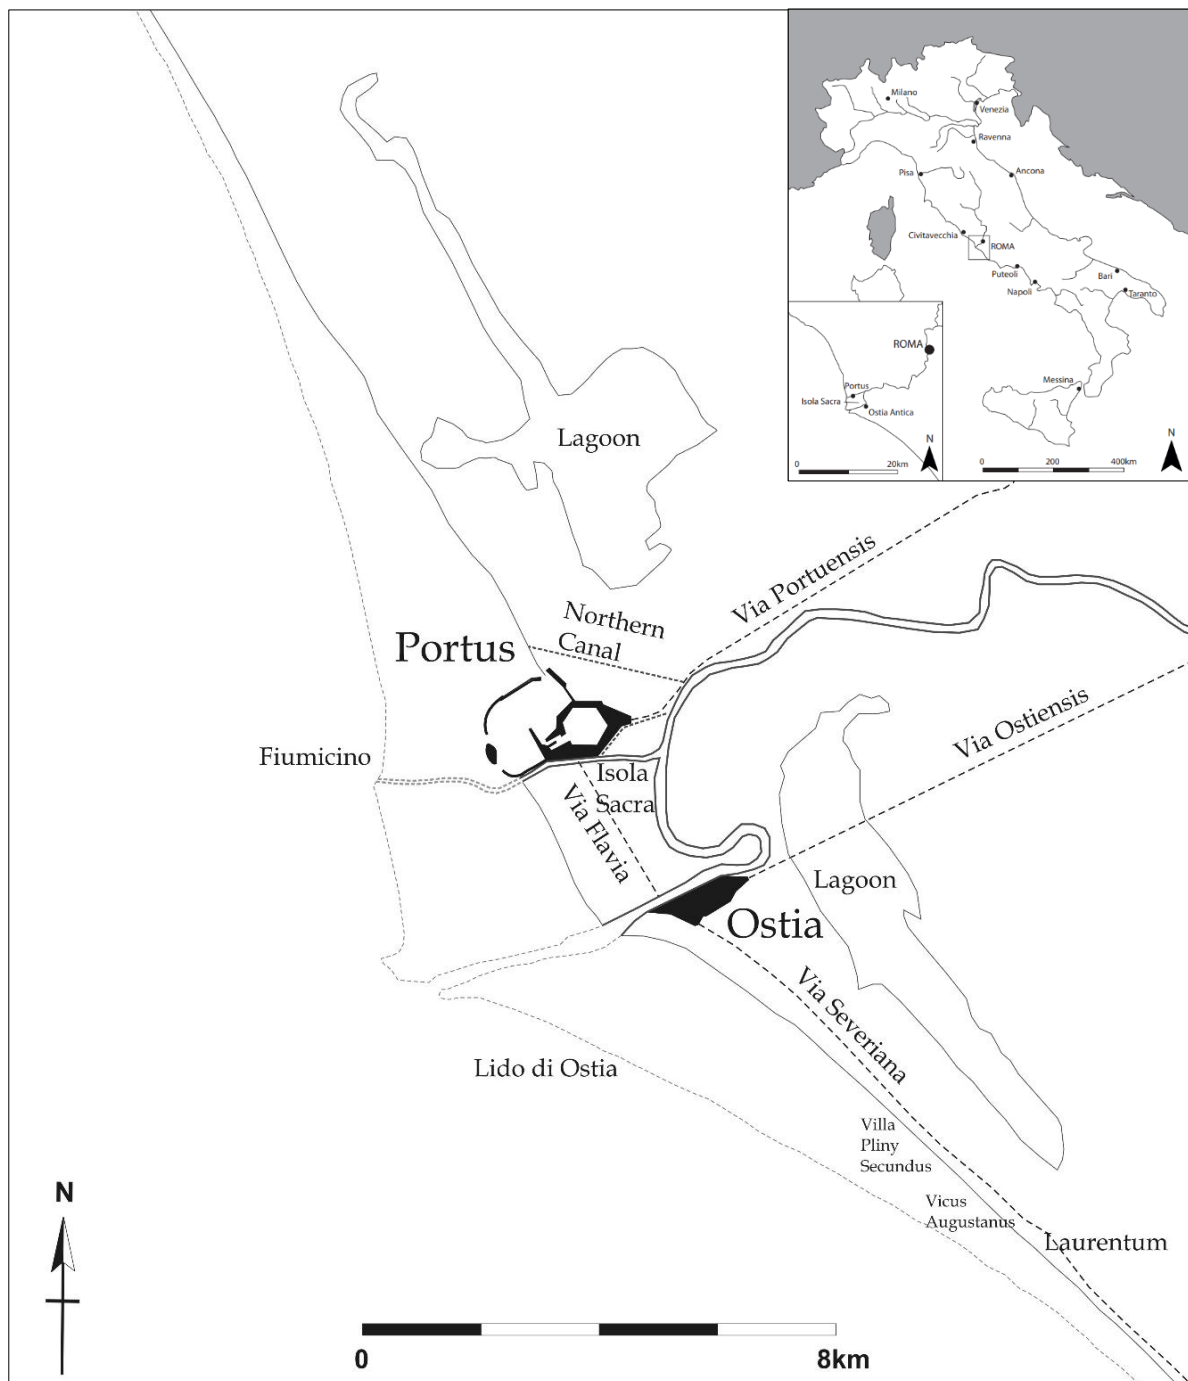 Milano
Venezia
Ravenna
Pisa
Ancona
Civitavecchia
ROMA
Puteoli
Napoli
Bari
Taranto
Messina
N
0 200 400km
ROMA
Portus
Isola Sacra
Ostia Antica
N
0 20km
Lagoon
Via Portuensis
Northern
Canal
Portus
Via Ostiensis
Fiumicino
Isola
Sacra
Via Flavia
Lagoon
Ostia
Via Severiana
Lido di Ostia
Villa
Pliny
Secundus
Vicus
Augustanus
Laurentum
N
0 8km